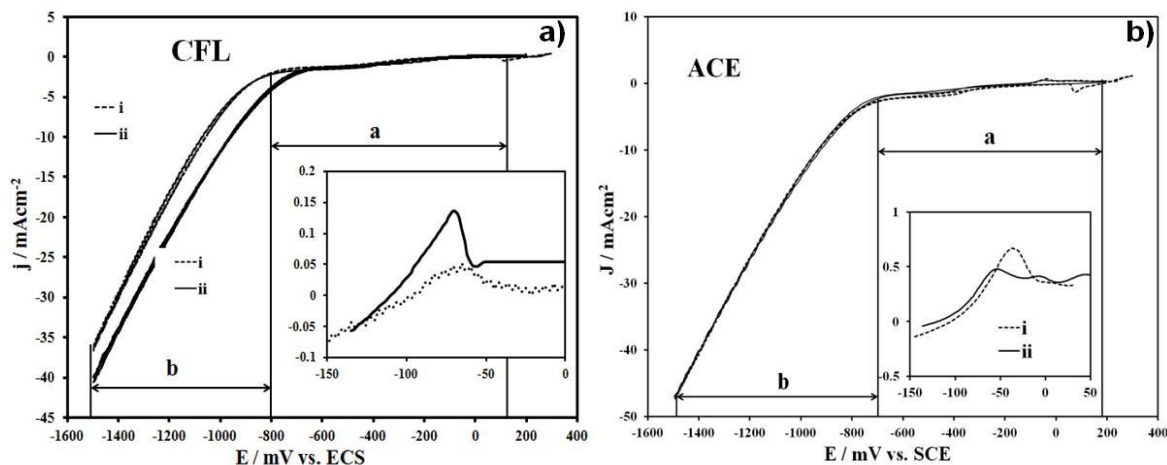 a)
CFL
i
ii
a
i
ii
b
j / mAcm⁻²
5
0
-5
-10
-15
-20
-25
-30
-35
-40
-45
-1600 -1400 -1200 -1000 -800 -600 -400 -200 0 200 400
E / mV vs. ECS
0.2
0.15
0.1
0.05
0
-0.05
0.1
-150 -100 -50 0
b)
ACE
a
b
J / mAcm²
10
0
-10
-20
-30
-40
-50
-1600 -1400 -1200 -1000 -800 -600 -400 -200 0 200 400
E / mV vs. SCE
1
0.5
0
0.5
-150 -100 -50 0 50
i
ii